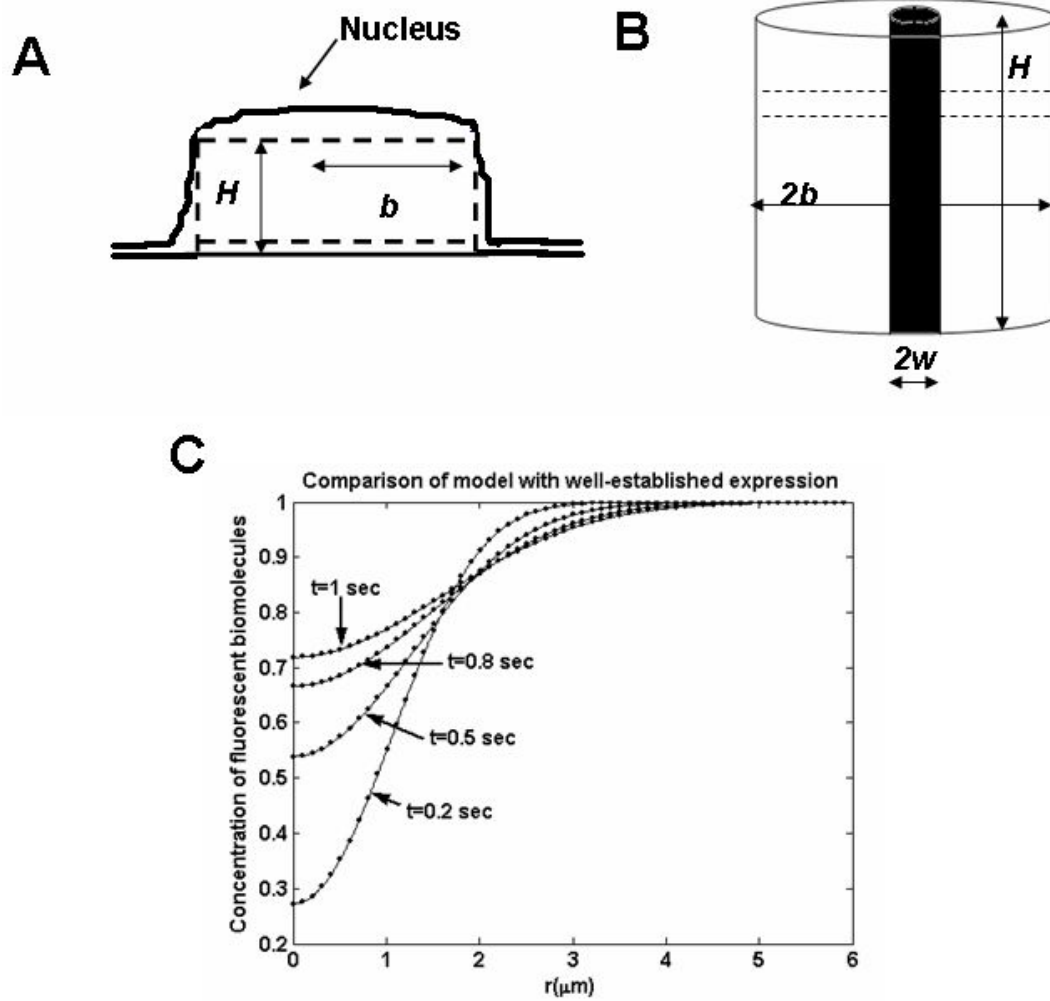 A
Nucleus
H
b
B
H
2b
2w
C
Comparison of model with well-established expression
Concentration of fluorescent biomolecules
1
0.9
0.8
0.7
0.6
0.5
0.4
0.3
0.2
t=1 sec
t=0.8 sec
t=0.5 sec
t=0.2 sec
0
1
2
3
4
5
6
r(μm)